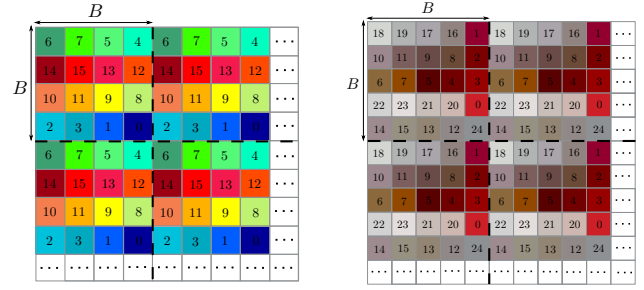 B
B
6 7 5 4 6 7 5 4 ...
14 15 13 12 14 15 13 12 ...
10 11 9 8 10 11 9 8 ...
2 3 1 0 2 3 1 0 ...
6 7 5 4 6 7 5 4 ...
14 15 13 12 14 15 13 12 ...
10 11 9 8 10 11 9 8 ...
2 3 1 0 2 3 1 0 ...
... ... ... ... ... ... ... ... ...
B
B
18 19 17 16 1 18 19 17 16 1 ...
10 11 9 8 2 10 11 9 8 2 ...
6 7 5 4 3 6 7 5 4 3 ...
22 23 21 20 0 22 23 21 20 0 ...
14 15 13 12 24 14 15 13 12 24 ...
18 19 17 16 1 18 19 17 16 1 ...
10 11 9 8 2 10 11 9 8 2 ...
6 7 5 4 3 6 7 5 4 3 ...
22 23 21 20 0 22 23 21 20 0 ...
14 15 13 12 24 14 15 13 12 24 ...
... ... ... ... ... ... ... ... ... ... ...